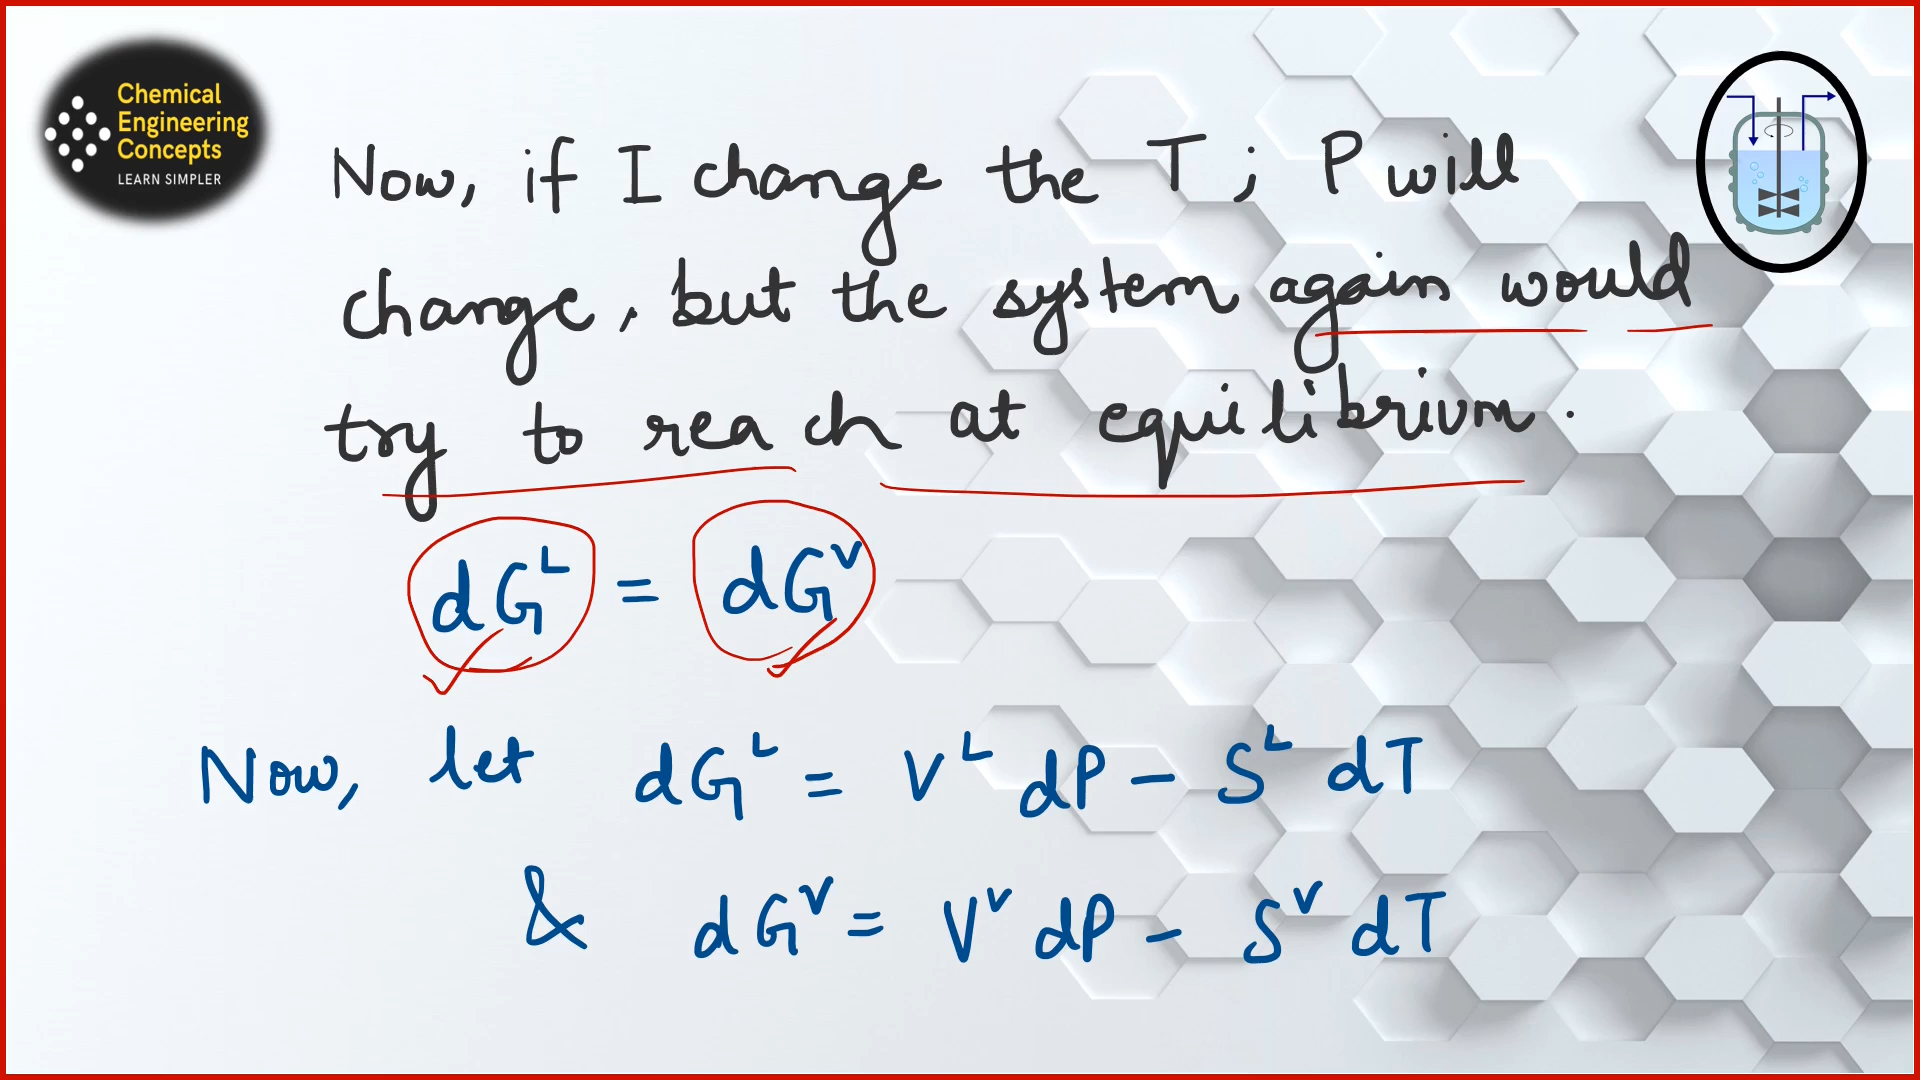 Chemical
Engineering
Concepts
LEARN SIMPLER
Now, if I change the T; P will
change, but the system again would
try to reach at equilibrium.
dG^L = dG^V
Now, let dG^L = V^L dP - S^L dT
& dG^V = V^V dP - S^V dT